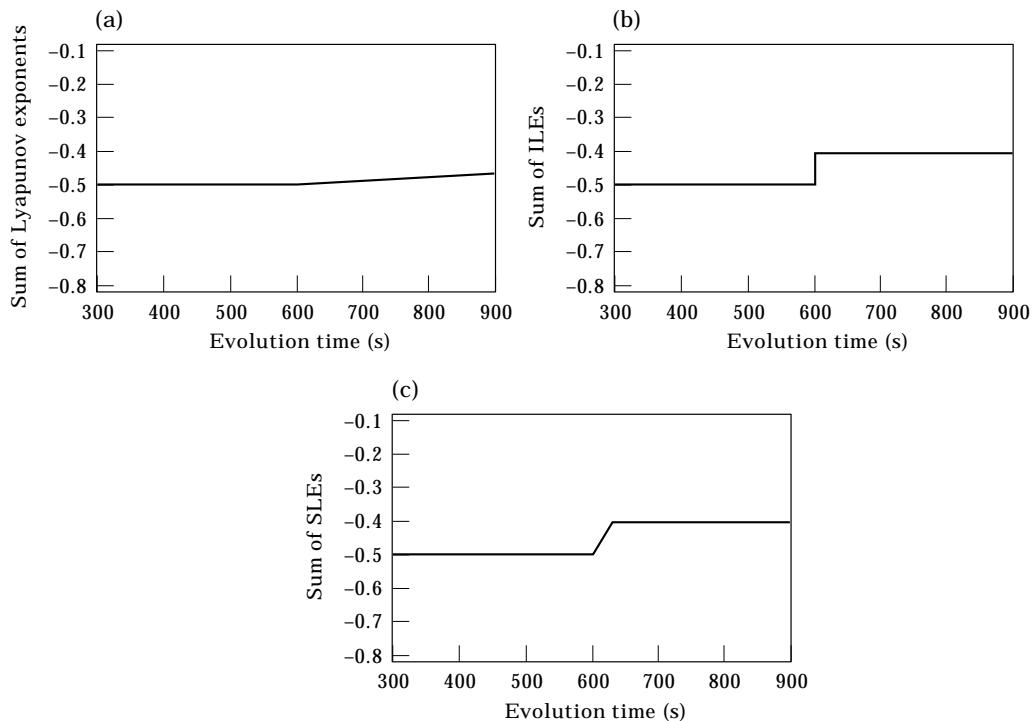 (a)
Sum of Lyapunov exponents
–0.1
–0.2
–0.3
–0.4
–0.5
–0.6
–0.7
–0.8
300 400 500 600 700 800 900
Evolution time (s)
(b)
Sum of ILEs
–0.1
–0.2
–0.3
–0.4
–0.5
–0.6
–0.7
–0.8
300 400 500 600 700 800 900
Evolution time (s)
(c)
Sum of SLEs
–0.1
–0.2
–0.3
–0.4
–0.5
–0.6
–0.7
–0.8
300 400 500 600 700 800 900
Evolution time (s)